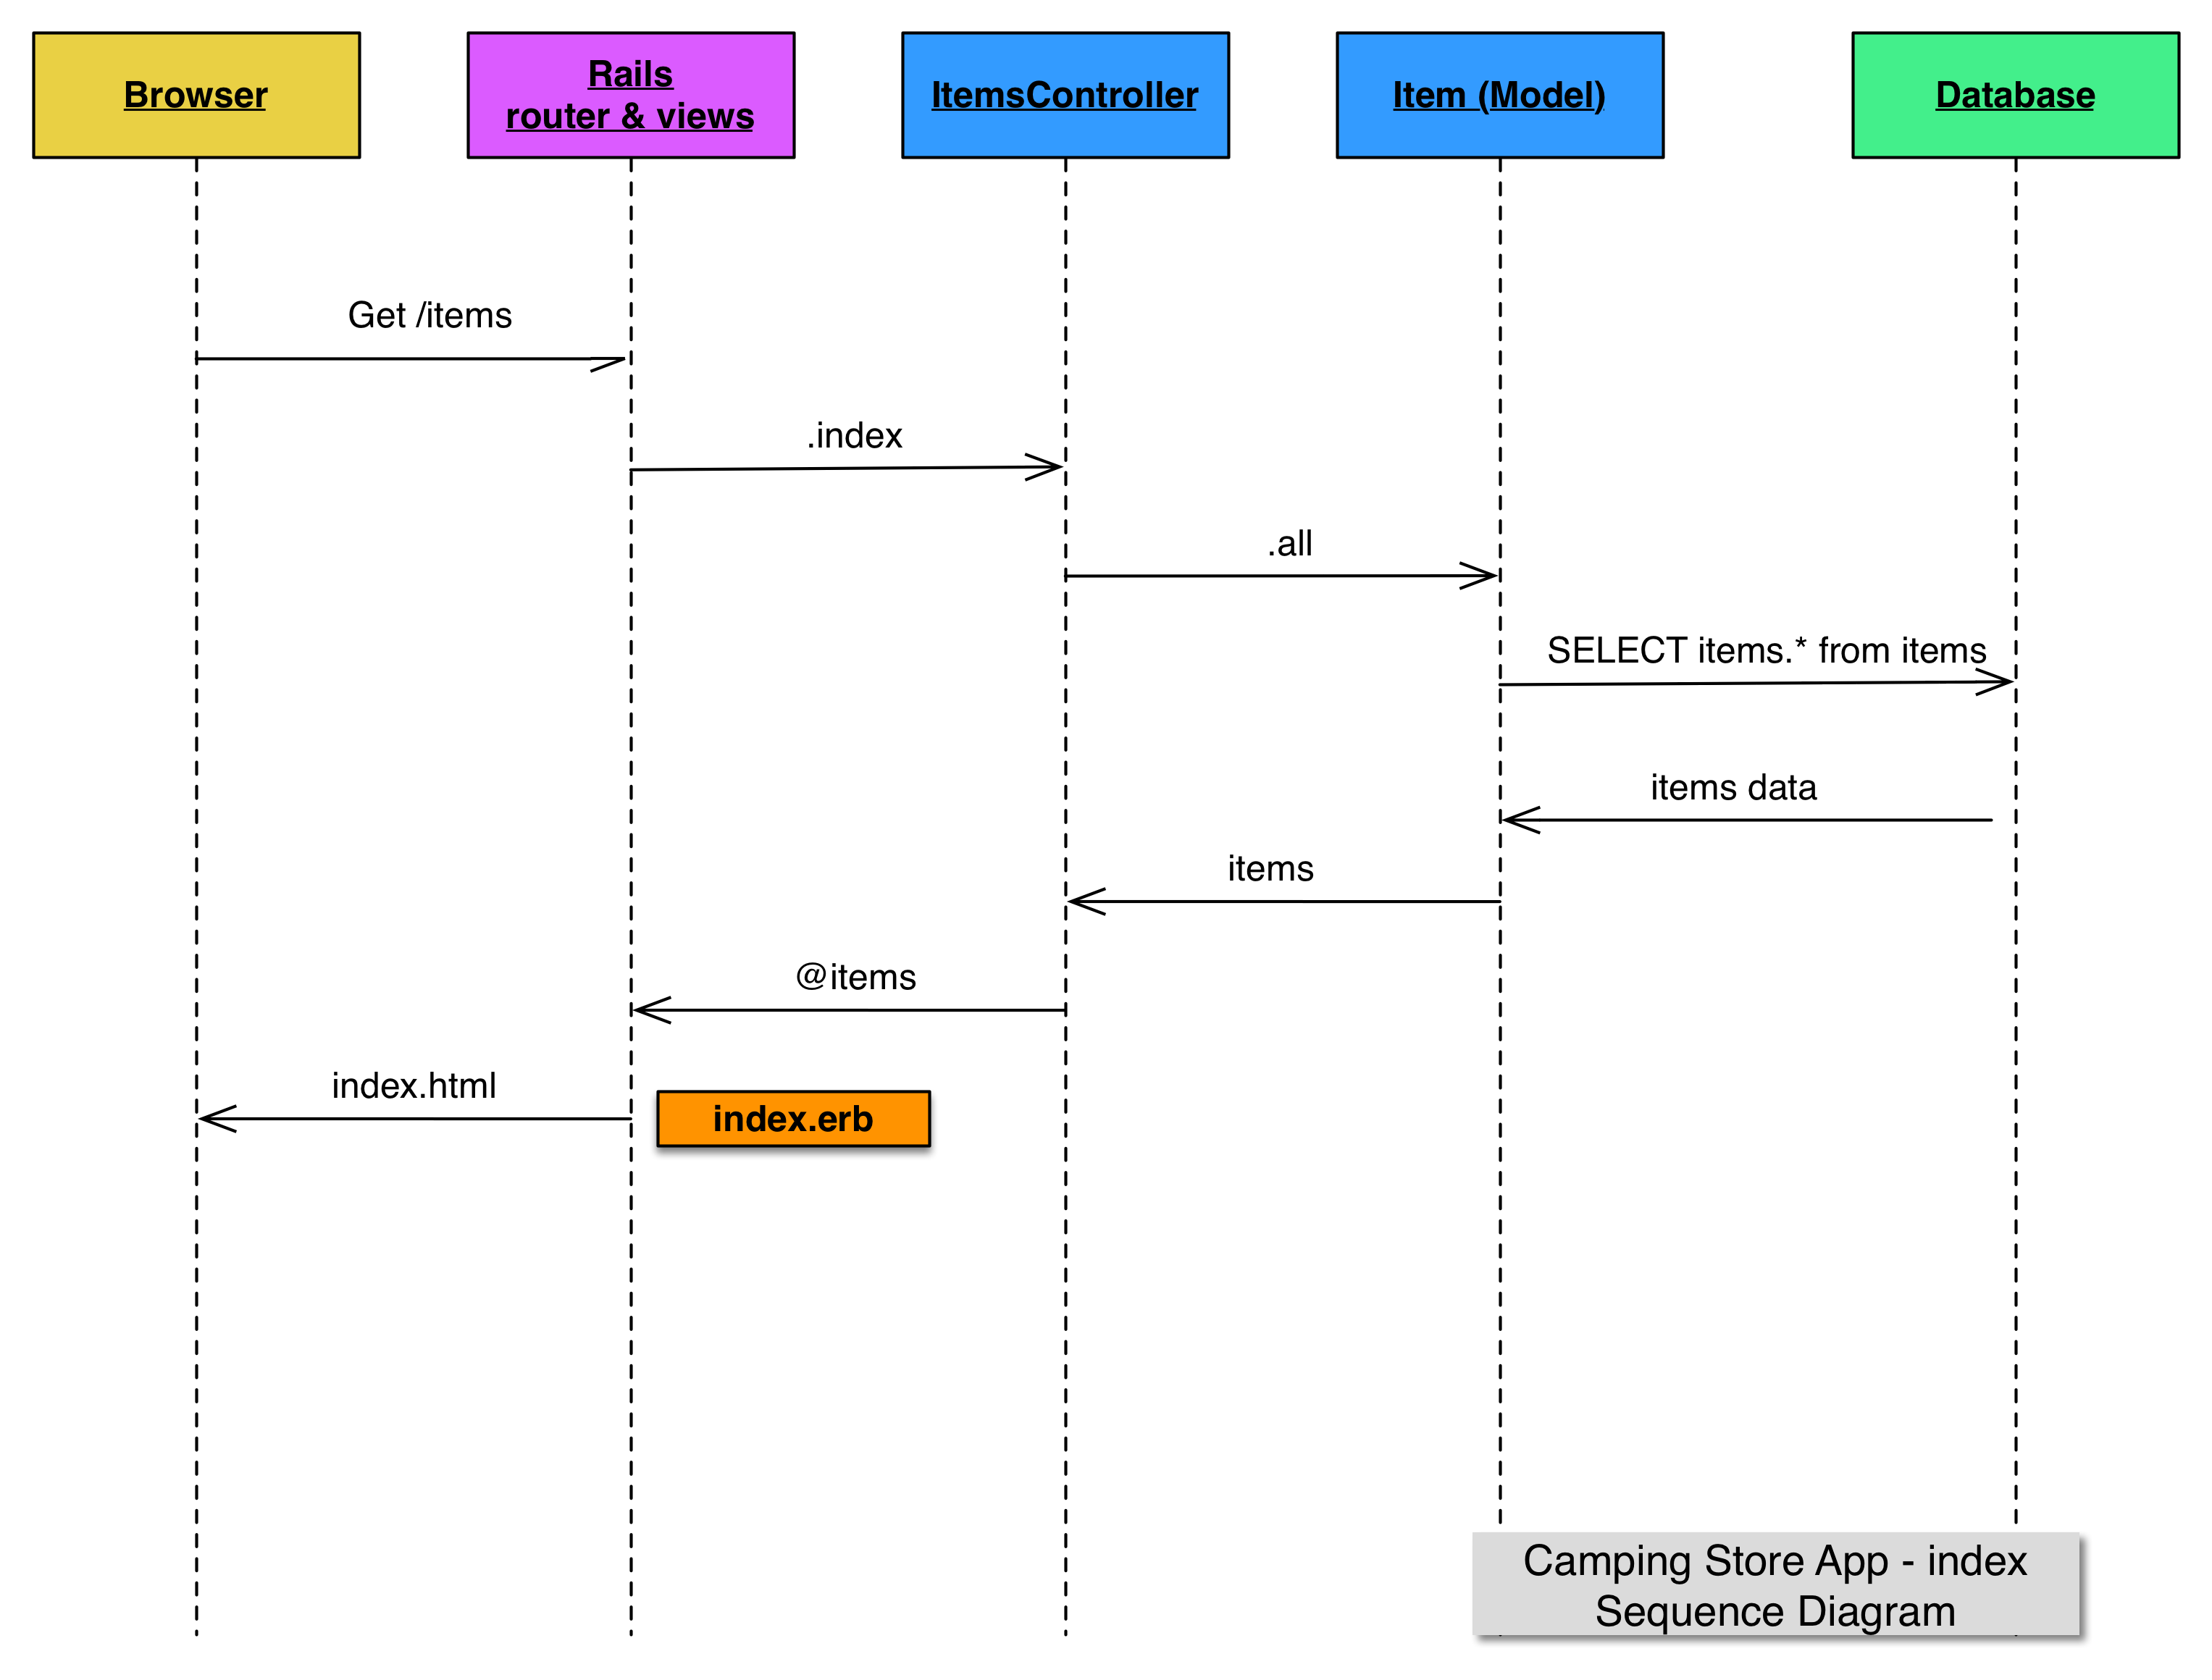 Browser
Rails
router & views
ItemsController
Item (Model)
Database
Get /items
.index
.all
SELECT items.* from items
items data
items
@items
index.html
index.erb
Camping Store App - index
Sequence Diagram